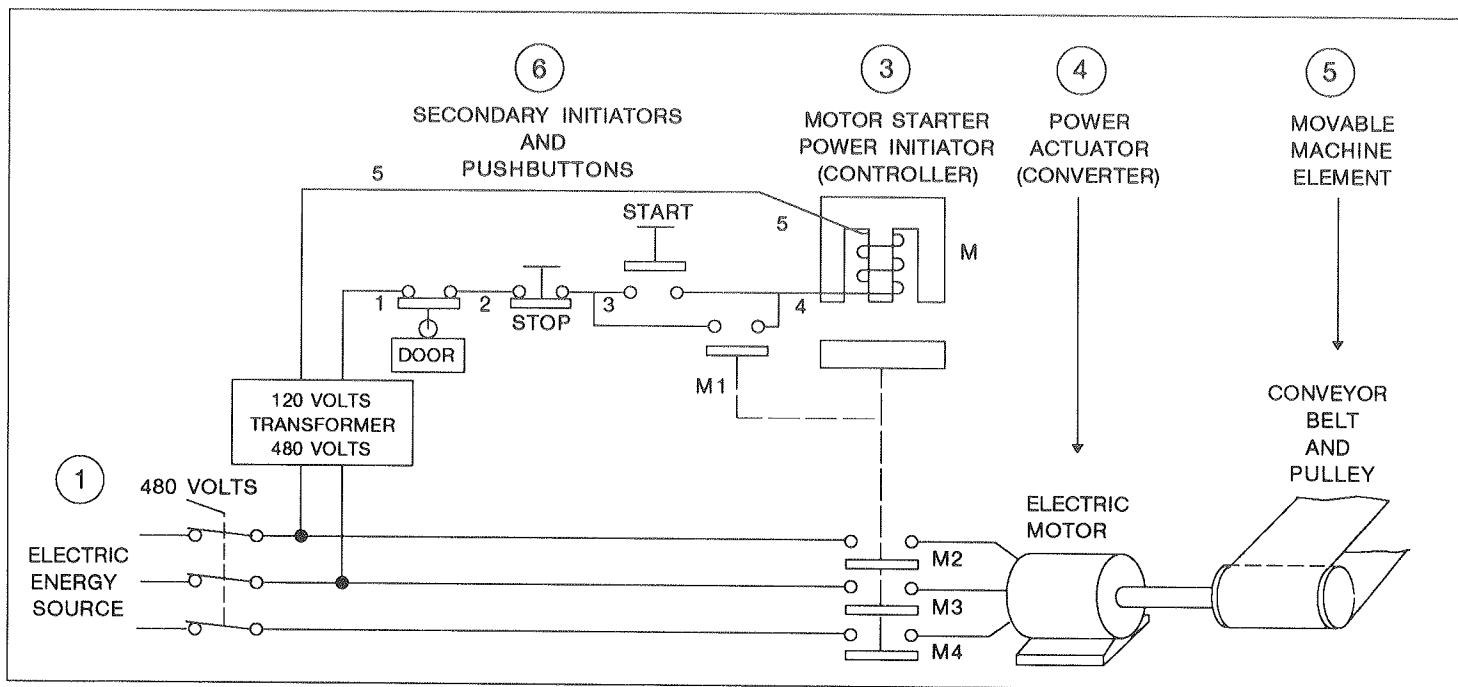 6
SECONDARY INITIATORS
AND
PUSHBUTTONS
3
MOTOR STARTER
POWER INITIATOR
(CONTROLLER)
4
POWER
ACTUATOR
(CONVERTER)
5
MOVABLE
MACHINE
ELEMENT
5
START
5
M
1
2
STOP
3
4
DOOR
M1
120 VOLTS
TRANSFORMER
480 VOLTS
CONVEYOR
BELT
AND
PULLEY
1
480 VOLTS
ELECTRIC
ENERGY
SOURCE
ELECTRIC
MOTOR
M2
M3
M4